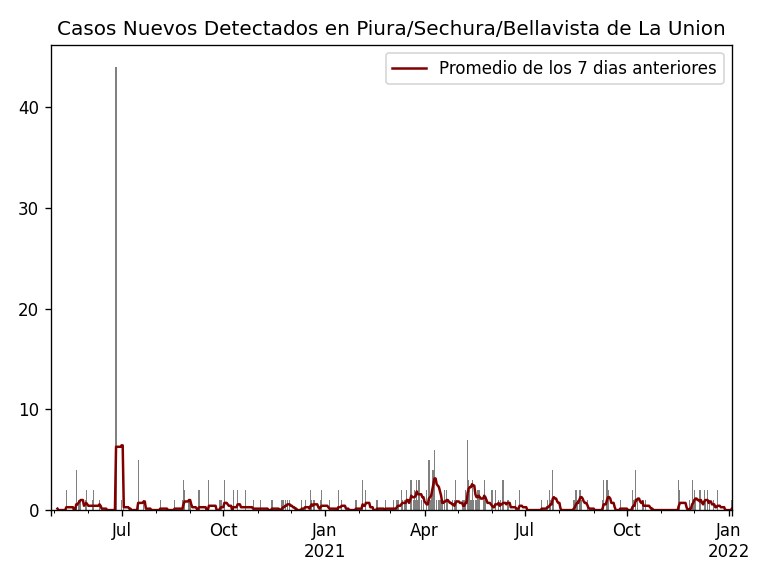 Casos Nuevos Detectados en Piura/Sechura/Bellavista de La Union
Promedio de los 7 dias anteriores
40
30
20
10
0
Jul Oct Jan Apr Jul Oct Jan
2021 2022